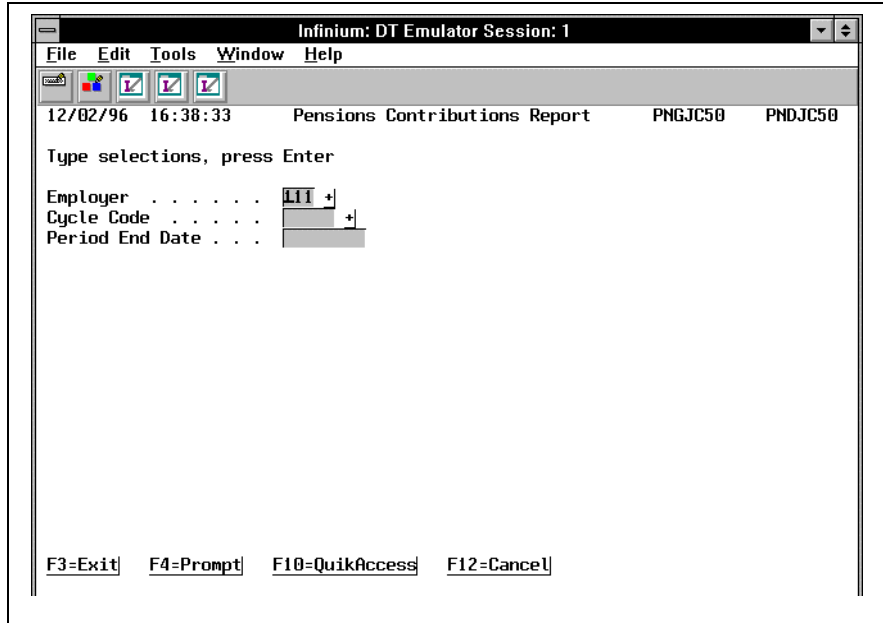 Infinium: DT Emulator Session: 1
File Edit Tools Window Help
12/02/96 16:38:33 Pensions Contributions Report PNGJC50 PNDJC50
Type selections, press Enter
Employer . . . . . . 111 +
Cycle Code . . . . . +
Period End Date . . .
F3=Exit F4=Prompt F10=QuikAccess F12=Cancel